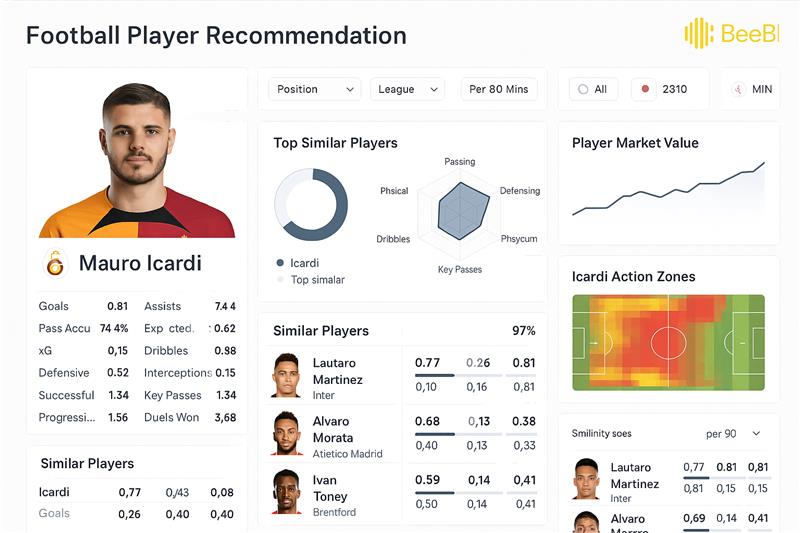 Football Player Recommendation
BeeBI
Mauro Icardi
Goals 0.81 Assists 7.4 4
Pass Accu 74 4% Exp cted. : 0.62
xG 0,15 Dribbles 0.98
Defensive 0.52 Interceptions 0.15
Successful 1.34 Key Passes 1.34
Progressi... 1.56 Duels Won 3,68
Similar Players
Icardi 0,77 0,/43 0,08
Goals 0,26 0,40 0,40
Position League Per 80 Mins
Top Similar Players
Icardi
Top simalar
Passing
Phsical Defensing
Dribbles Phsycum
Key Passes
Similar Players 97%
Lautaro 0.77 0.26 0.81
Martinez
Inter 0,10 0,16 0,81
Alvaro 0.68 0,13 0.38
Morata
Atietico Madrid 0,40 0,13 0,33
Ivan 0.59 0,14 0,41
Toney
Brentford 0,50 0,14 0,41
All 2310 MIN
Player Market Value
Icardi Action Zones
Smilinity soes per 90
Lautaro 0,77 0.81 0,81
Martinez 0,81 0,15 0,15
Inter
Alvaro 0,69 0,14 0,41